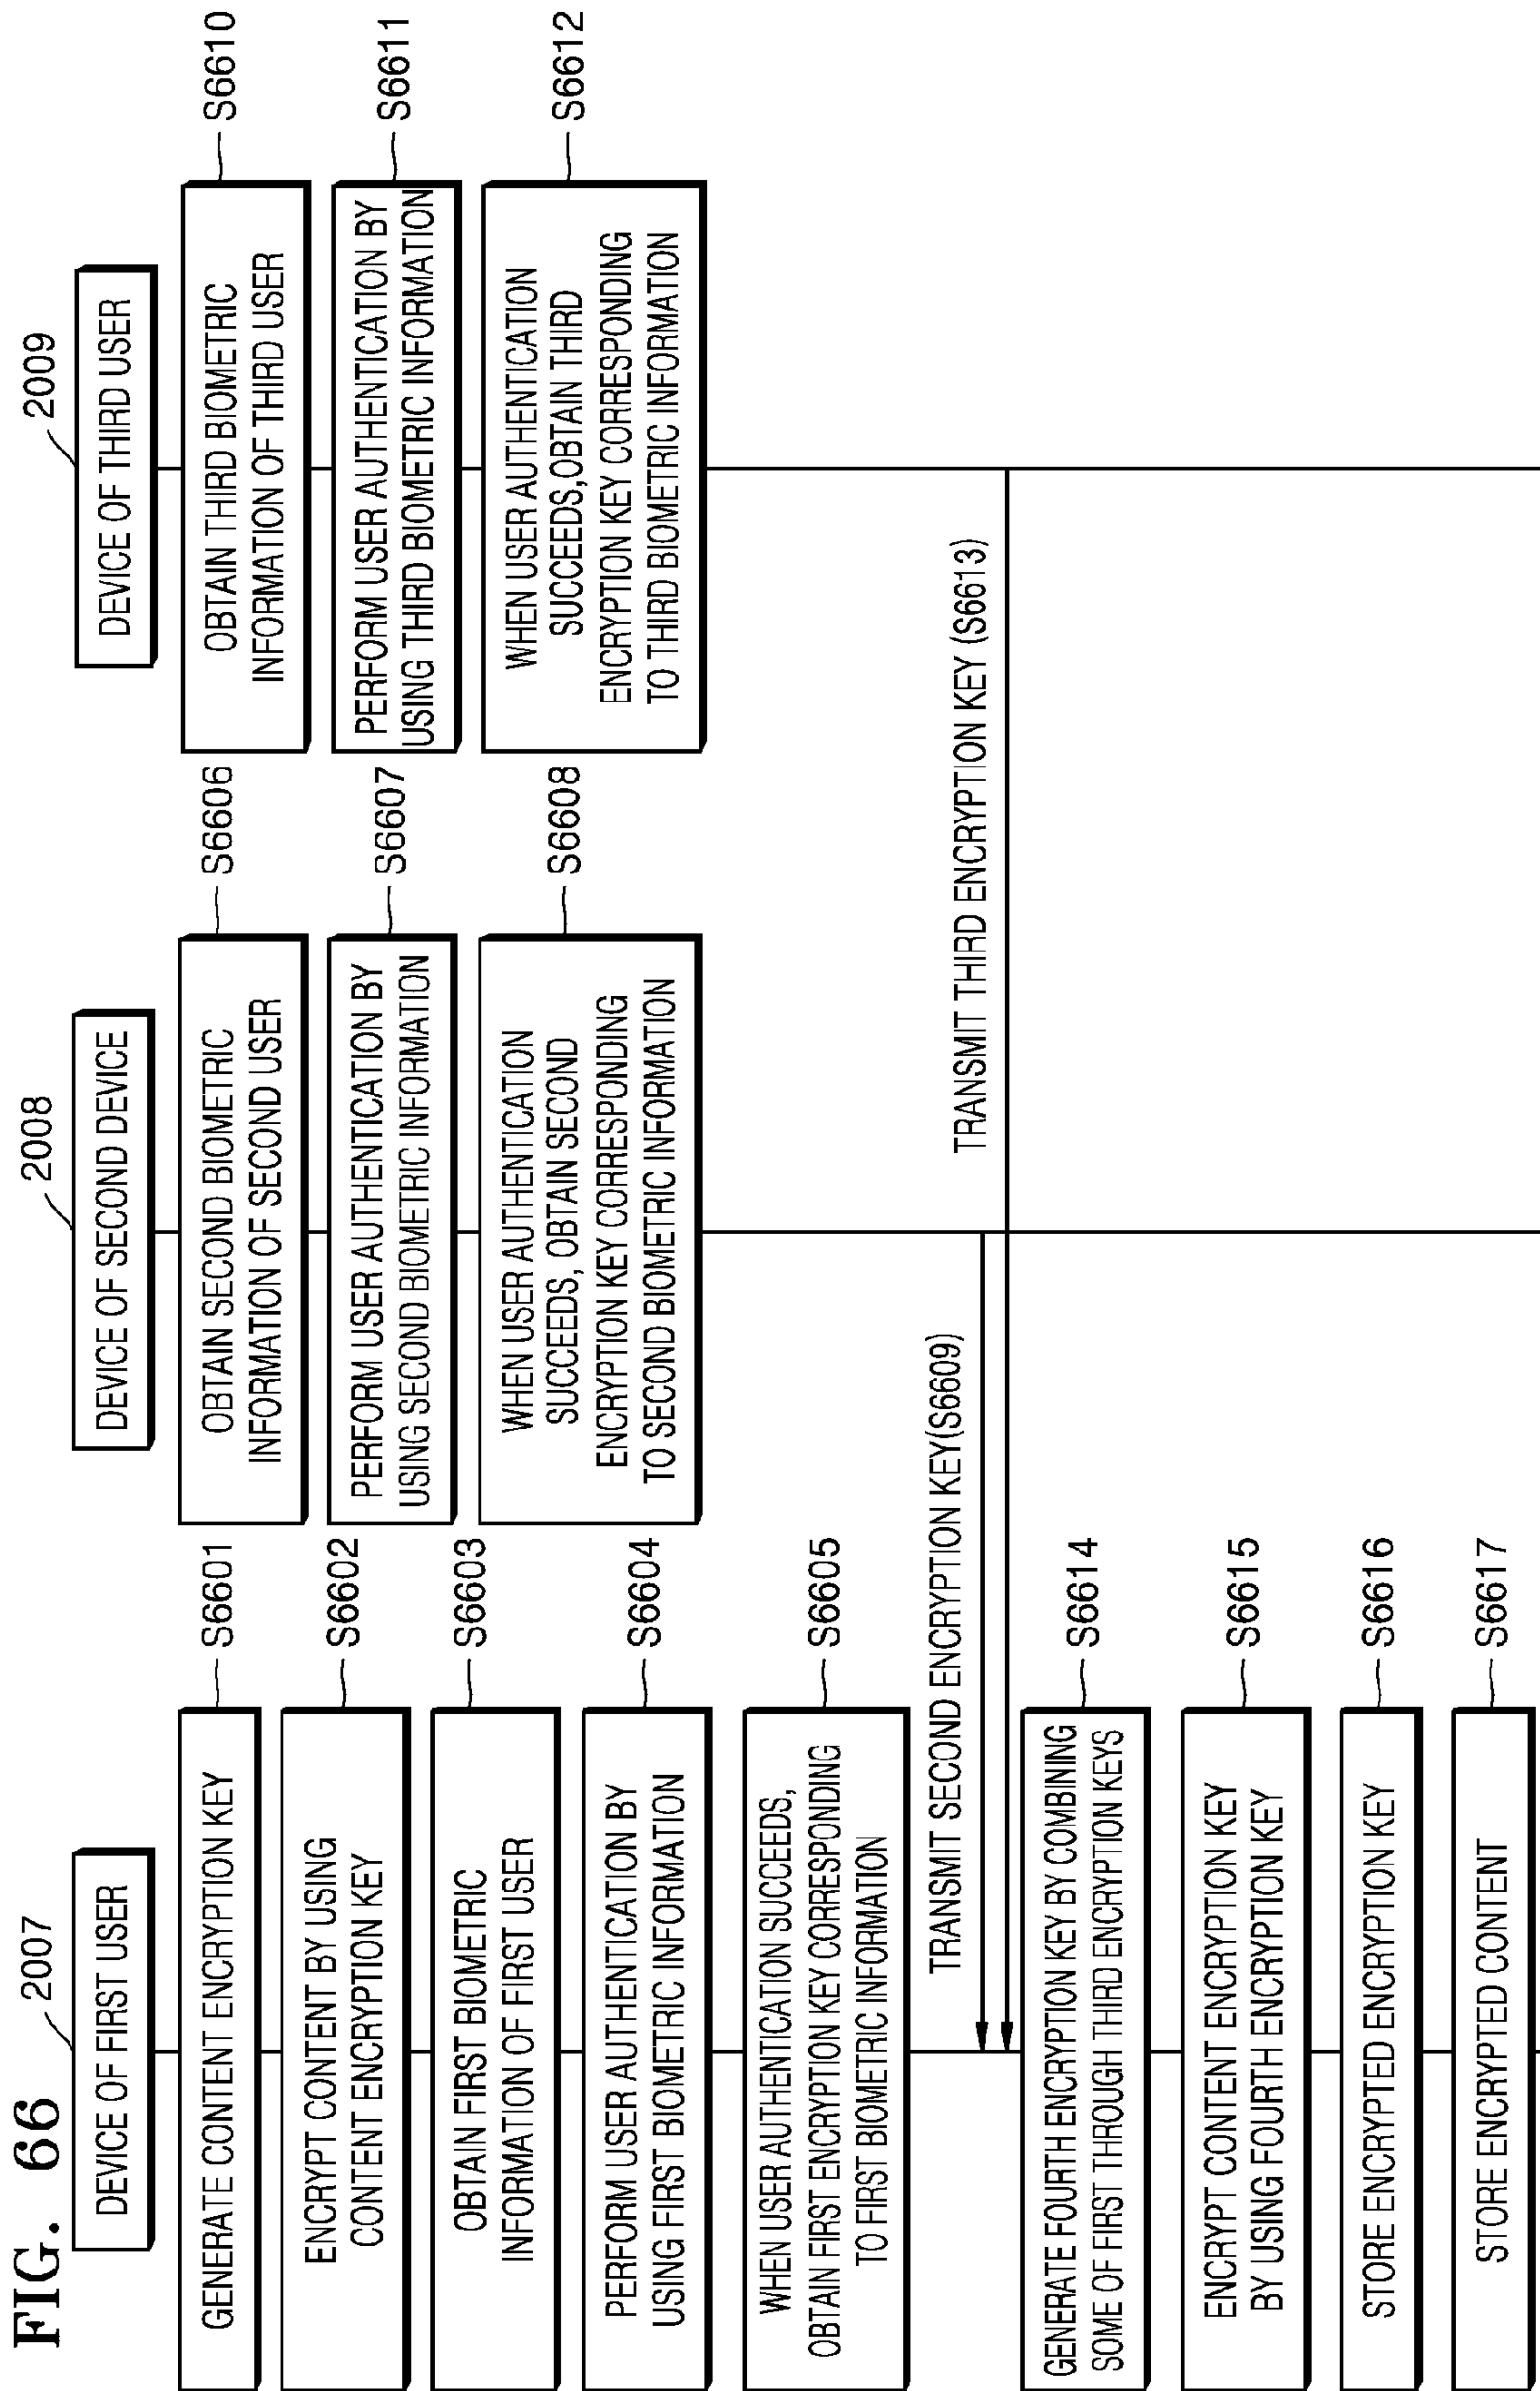 FIG. 66
2007
DEVICE OF FIRST USER
GENERATE CONTENT ENCRYPTION KEY
S6601
ENCRYPT CONTENT BY USING
CONTENT ENCRYPTION KEY
S6602
OBTAIN FIRST BIOMETRIC
INFORMATION OF FIRST USER
S6603
PERFORM USER AUTHENTICATION BY
USING FIRST BIOMETRIC INFORMATION
S6604
WHEN USER AUTHENTICATION SUCCEEDS,
OBTAIN FIRST ENCRYPTION KEY CORRESPONDING
TO FIRST BIOMETRIC INFORMATION
S6605
2008
DEVICE OF SECOND DEVICE
OBTAIN SECOND BIOMETRIC
INFORMATION OF SECOND USER
S6606
PERFORM USER AUTHENTICATION BY
USING SECOND BIOMETRIC INFORMATION
S6607
WHEN USER AUTHENTICATION
SUCCEEDS, OBTAIN SECOND
ENCRYPTION KEY CORRESPONDING
TO SECOND BIOMETRIC INFORMATION
S6608
TRANSMIT SECOND ENCRYPTION KEY(S6609)
2009
DEVICE OF THIRD USER
OBTAIN THIRD BIOMETRIC
INFORMATION OF THIRD USER
S6610
PERFORM USER AUTHENTICATION BY
USING THIRD BIOMETRIC INFORMATION
S6611
WHEN USER AUTHENTICATION
SUCCEEDS,OBTAIN THIRD
ENCRYPTION KEY CORRESPONDING
TO THIRD BIOMETRIC INFORMATION
S6612
TRANSMIT THIRD ENCRYPTION KEY (S6613)
GENERATE FOURTH ENCRYPTION KEY BY COMBINING
SOME OF FIRST THROUGH THIRD ENCRYPTION KEYS
S6614
ENCRYPT CONTENT ENCRYPTION KEY
BY USING FOURTH ENCRYPTION KEY
S6615
STORE ENCRYPTED ENCRYPTION KEY
S6616
STORE ENCRYPTED CONTENT
S6617